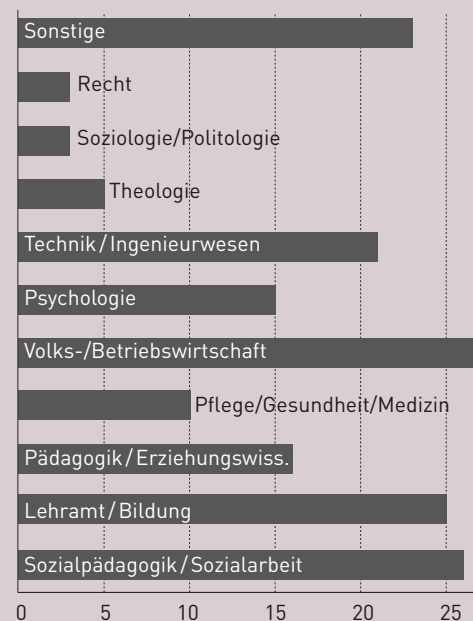 Sonstige
Recht
Soziologie/Politologie
Theologie
Technik/Ingenieurwesen
Psychologie
Volks-/Betriebswirtschaft
Pflege/Gesundheit/Medizin
Pädagogik/Erziehungswiss.
Lehramt/Bildung
Sozialpädagogik/Sozialarbeit
0 5 10 15 20 25